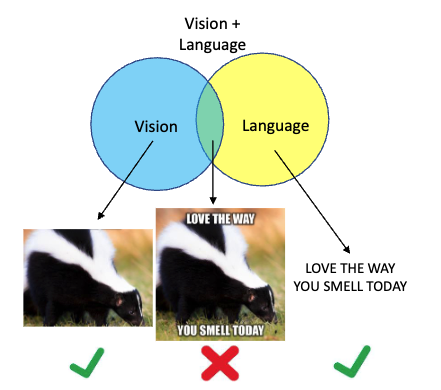 Vision +
Language
Vision
Language
LOVE THE WAY
YOU SMELL TODAY
LOVE THE WAY
YOU SMELL TODAY